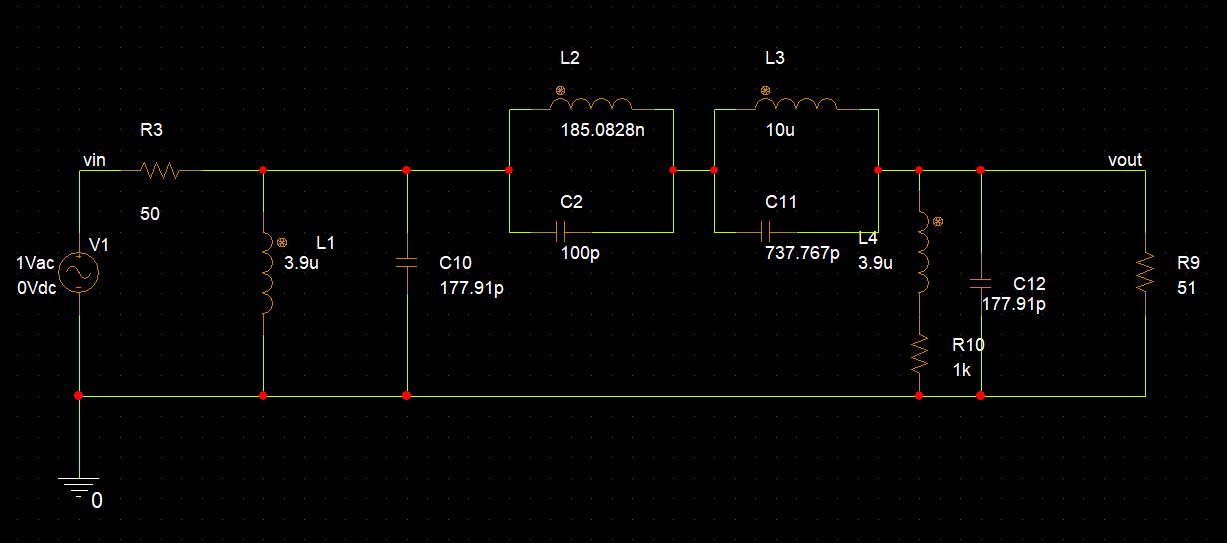 L2
L3
R3
185.0828n
10u
vin
vout
50
C2
C11
V1
L1
L4
1Vac
3.9u
C10
100p
737.767p
3.9u
R9
0Vdc
177.91p
C12
51
177.91p
R10
1k
0